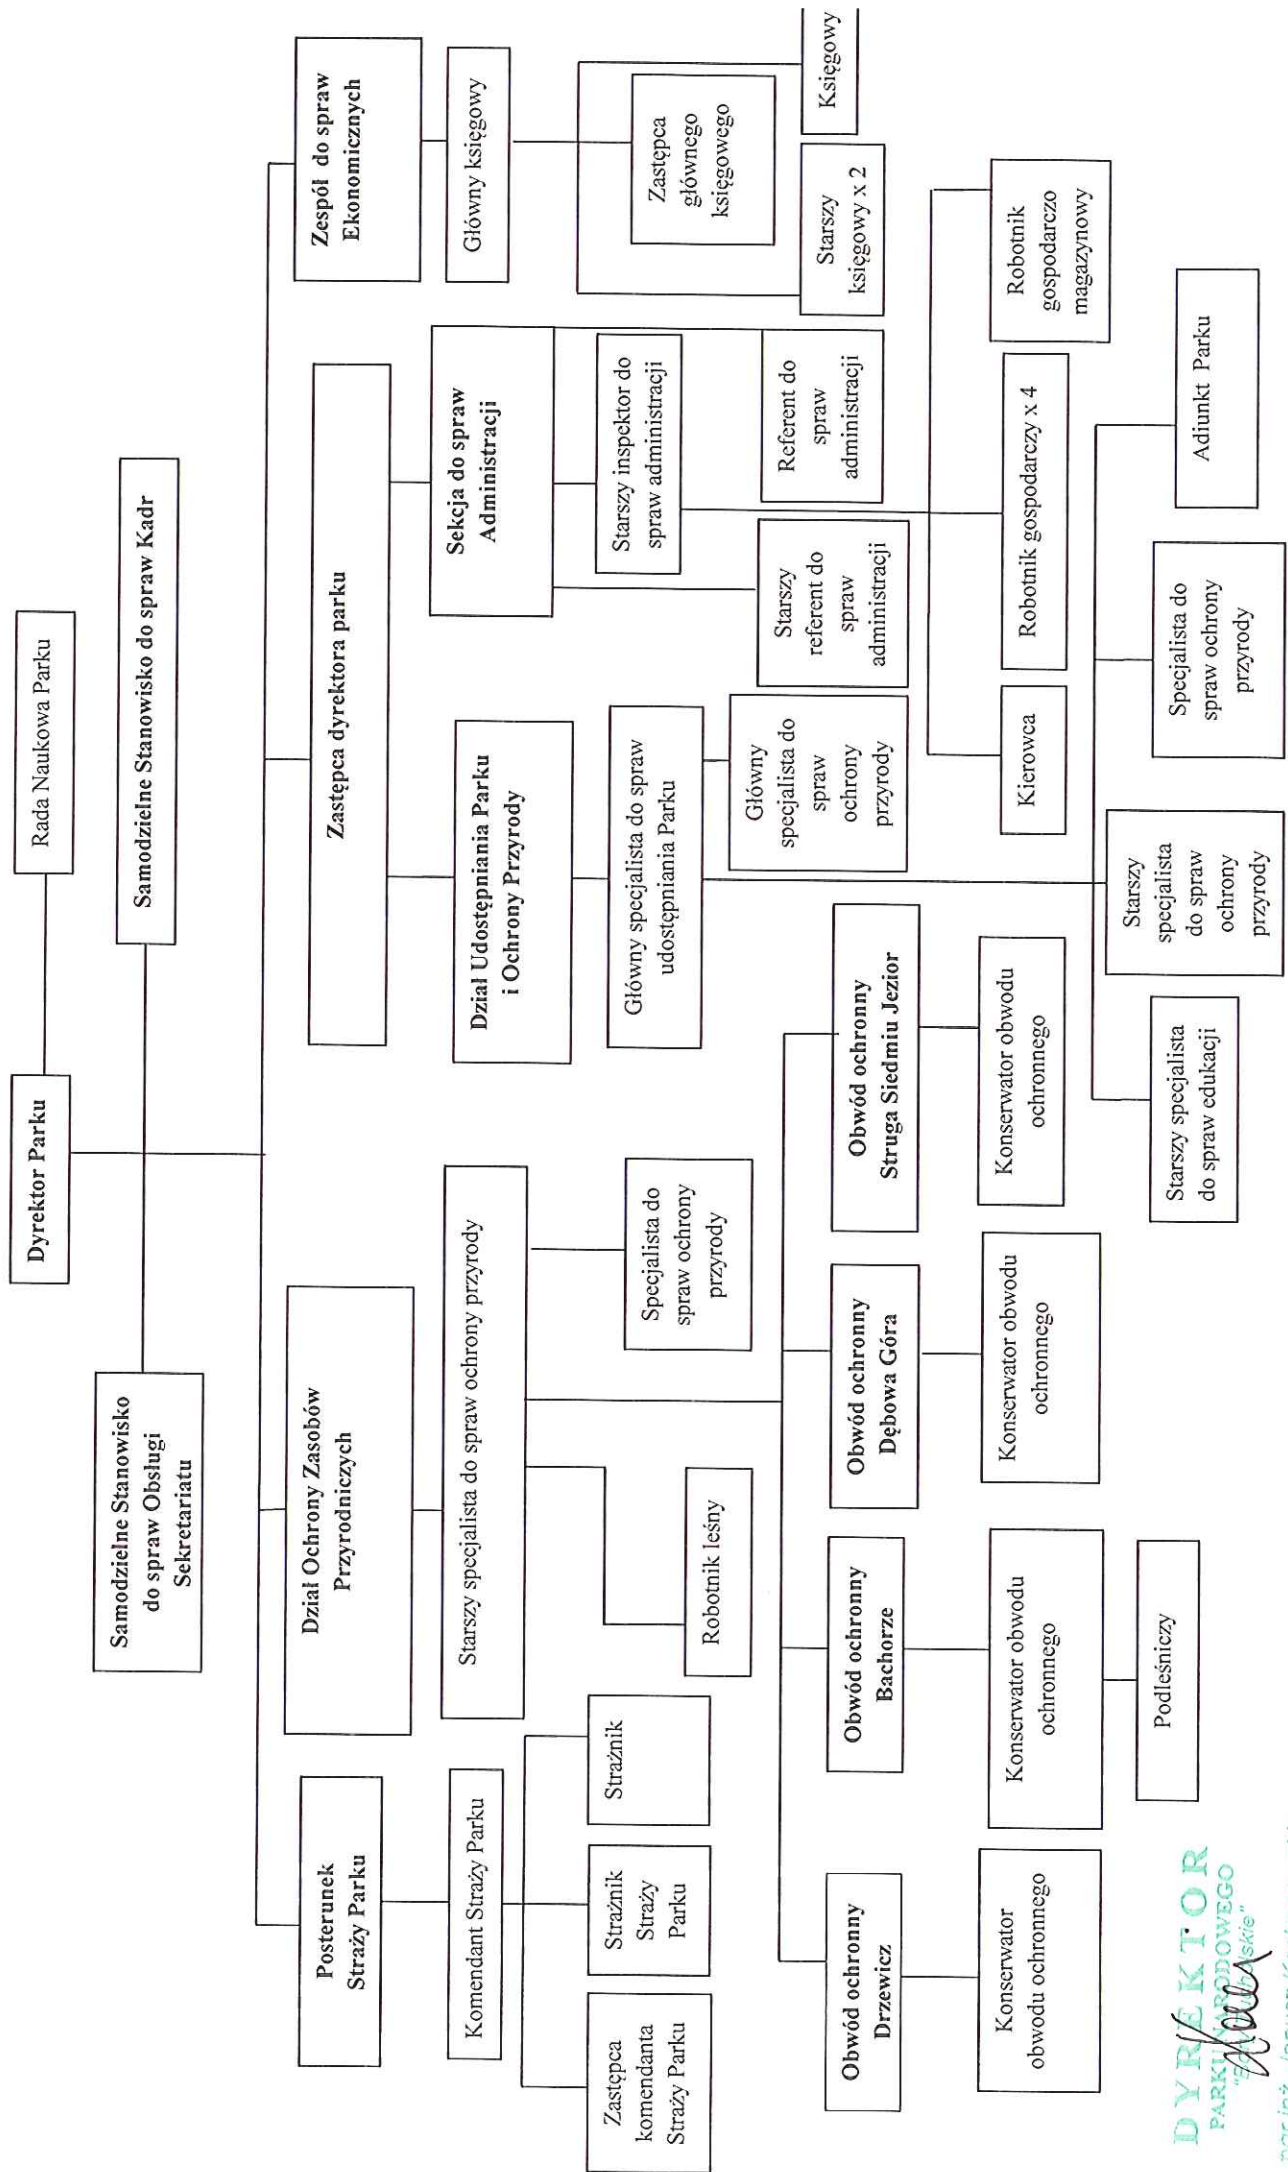 Dyrektor Parku
Rada Naukowa Parku
Samodzielne Stanowisko
do spraw Obsługi
Sekretariatu
Samodzielne Stanowisko do spraw Kadr
Posterunek
Straży Parku
Dział Ochrony Zasobów
Przyrodniczych
Zastępca dyrektora parku
Zespół do spraw
Ekonomicznych
Komendant Straży Parku
Starszy specjalista do spraw ochrony przyrody
Dział Udostępniania Parku
i Ochrony Przyrody
Sekcja do spraw
Administracji
Główny księgowy
Zastępca
komendanta
Straży Parku
Strażnik
Straży
Parku
Strażnik
Robotnik leśny
Specjalista do
spraw ochrony
przyrody
Główny specjalista do spraw
udostępniania Parku
Starszy inspektor do
spraw administracji
Zastępca
głównego
księgowego
Główny
specjalista do
spraw
ochrony
przyrody
Starszy
referent do
spraw
administracji
Referent do
spraw
administracji
Starszy
księgowy x 2
Księgowy
Obwód ochronny
Drzewicz
Obwód ochronny
Bachorze
Obwód ochronny
Dębowa Góra
Obwód ochronny
Struga Siedmiu Jezior
Konserwator
obwodu ochronnego
Konserwator obwodu
ochronnego
Konserwator obwodu
ochronnego
Konserwator obwodu
ochronnego
Kierowca
Robotnik gospodarczy x 4
Robotnik
gospodarczo
magazynowy
Podleśniczy
Starszy specjalista
do spraw edukacji
Starszy
specjalista
do spraw
ochrony
przyrody
Specjalista do
spraw ochrony
przyrody
Adiunkt Parku
DYREKTOR
PARKU NARODOWEGO